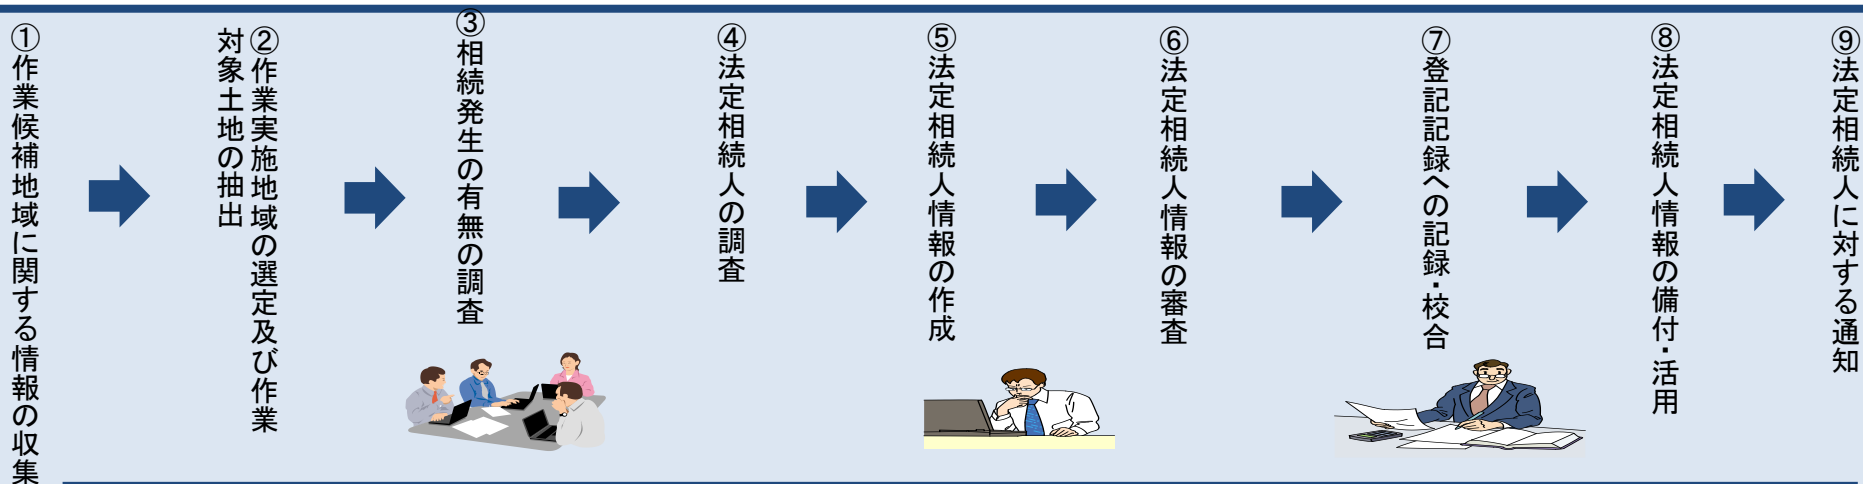 ①作業候補地域に関する情報の収集
②作業実施地域の選定及び作業
対象土地の抽出
③相続発生の有無の調査
④法定相続人の調査
⑤法定相続人情報の作成
⑥法定相続人情報の審査
⑦登記記録への記録・校合
⑧法定相続人情報の備付・活用
⑨法定相続人に対する通知